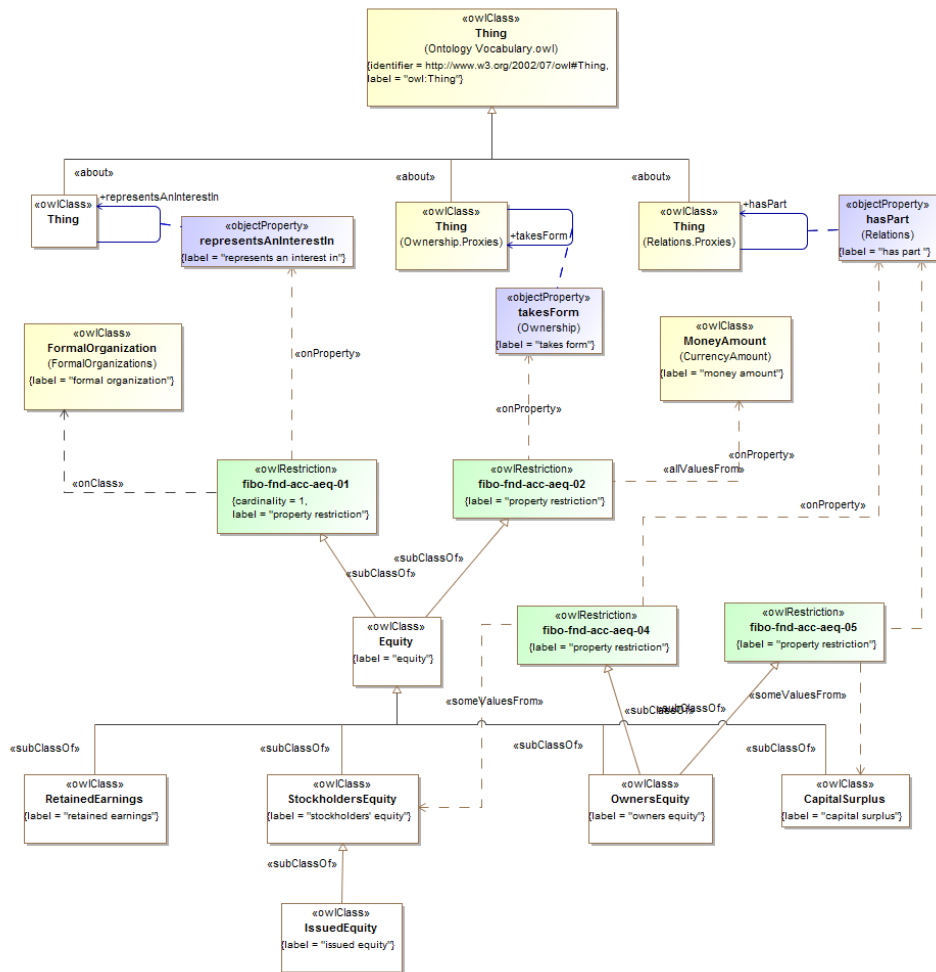 «owlClass»
Thing
(Ontology Vocabulary.owl)
{identifier = http://www.w3.org/2002/07/owl#Thing,
label = "owl:Thing"}
«about»
«about»
«about»
«owlClass»
Thing
+representsAnInterestIn
«objectProperty»
representsAnInterestIn
{label = "represents an interest in"}
«owlClass»
Thing
(Ownership.Proxies)
+takesForm
«owlClass»
Thing
(Relations.Proxies)
+hasPart
«objectProperty»
hasPart
(Relations)
{label = "has part "}
«objectProperty»
takesForm
(Ownership)
{label = "takes form"}
«owlClass»
FormalOrganization
(FormalOrganizations)
{label = "formal organization"}
«owlClass»
MoneyAmount
(CurrencyAmount)
{label = "money amount"}
«onProperty»
«onProperty»
«onProperty»
«onClass»
«owlRestriction»
fibo-fnd-acc-aeq-01
{cardinality = 1,
label = "property restriction"}
«owlRestriction»
fibo-fnd-acc-aeq-02
{label = "property restriction"}
«allValuesFrom»
«onProperty»
«subClassOf»
«subClassOf»
«owlClass»
Equity
{label = "equity"}
«owlRestriction»
fibo-fnd-acc-aeq-04
{label = "property restriction"}
«owlRestriction»
fibo-fnd-acc-aeq-05
{label = "property restriction"}
«someValuesFrom»
«someValuesFrom»
«subClassOf»
«subClassOf»
«subClassOf»
«subClassOf»
«subClassOf»
«subClassOf»
«owlClass»
RetainedEarnings
{label = "retained earnings"}
«owlClass»
StockholdersEquity
{label = "stockholders' equity"}
«owlClass»
OwnersEquity
{label = "owners equity"}
«owlClass»
CapitalSurplus
{label = "capital surplus"}
«subClassOf»
«owlClass»
IssuedEquity
{label = "issued equity"}